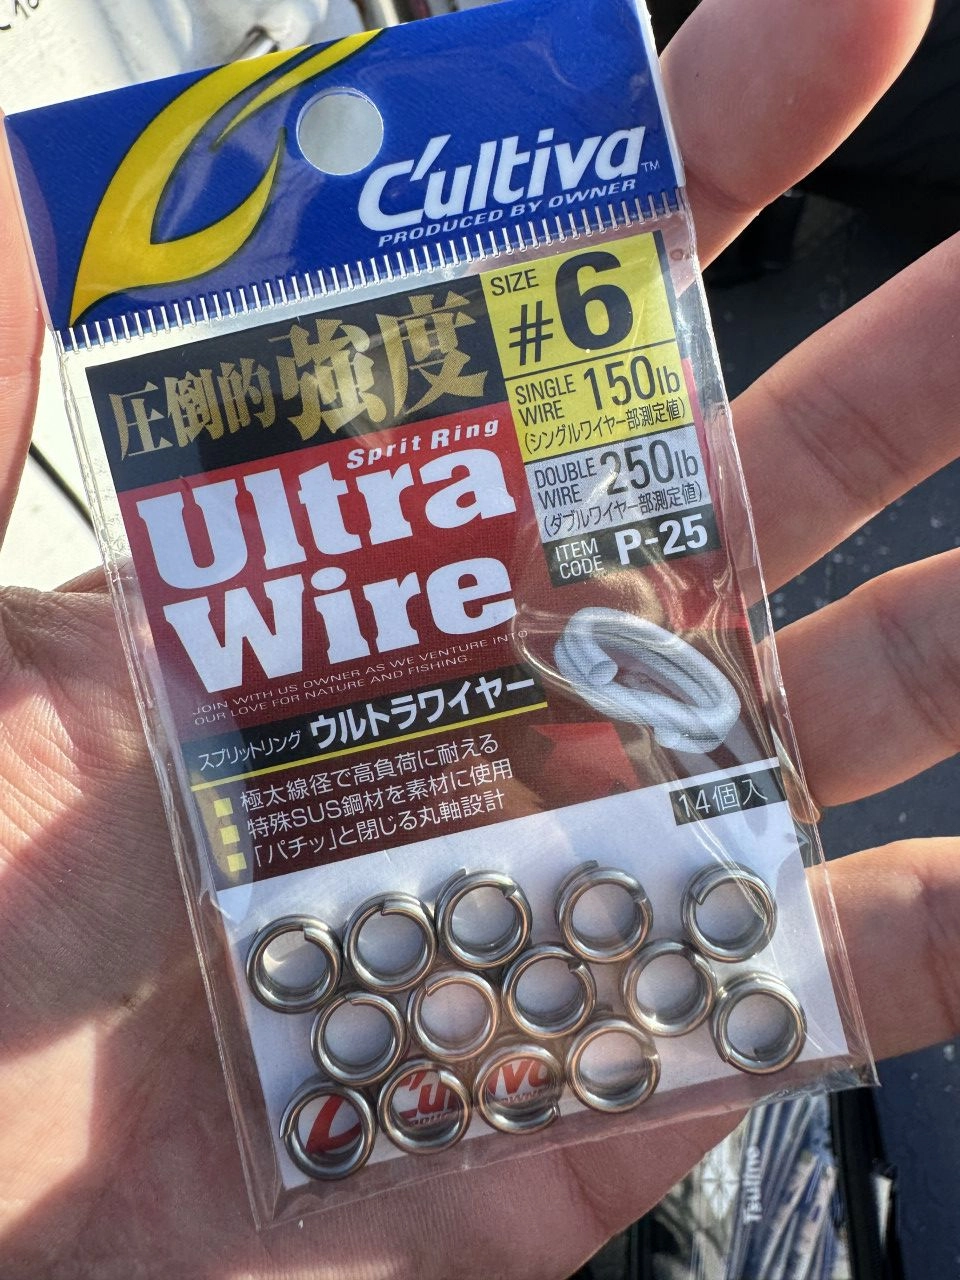 C'ultiva™
PRODUCED BY OWNER
圧倒的強度
SIZE
#6
SINGLE WIRE 150lb
(シングルワイヤー部測定値)
DOUBLE WIRE 250lb
(ダブルワイヤー部測定値)
ITEM CODE P-25
Sprit Ring
Ultra
Wire
JOIN WITH US OWNER AS WE VENTURE INTO
OUR LOVE FOR NATURE AND FISHING.
スプリットリング ウルトラワイヤー
極太線径で高負荷に耐える
特殊SUS鋼材を素材に使用
「パチッ」と閉じる丸軸設計
14個入
Tsulino